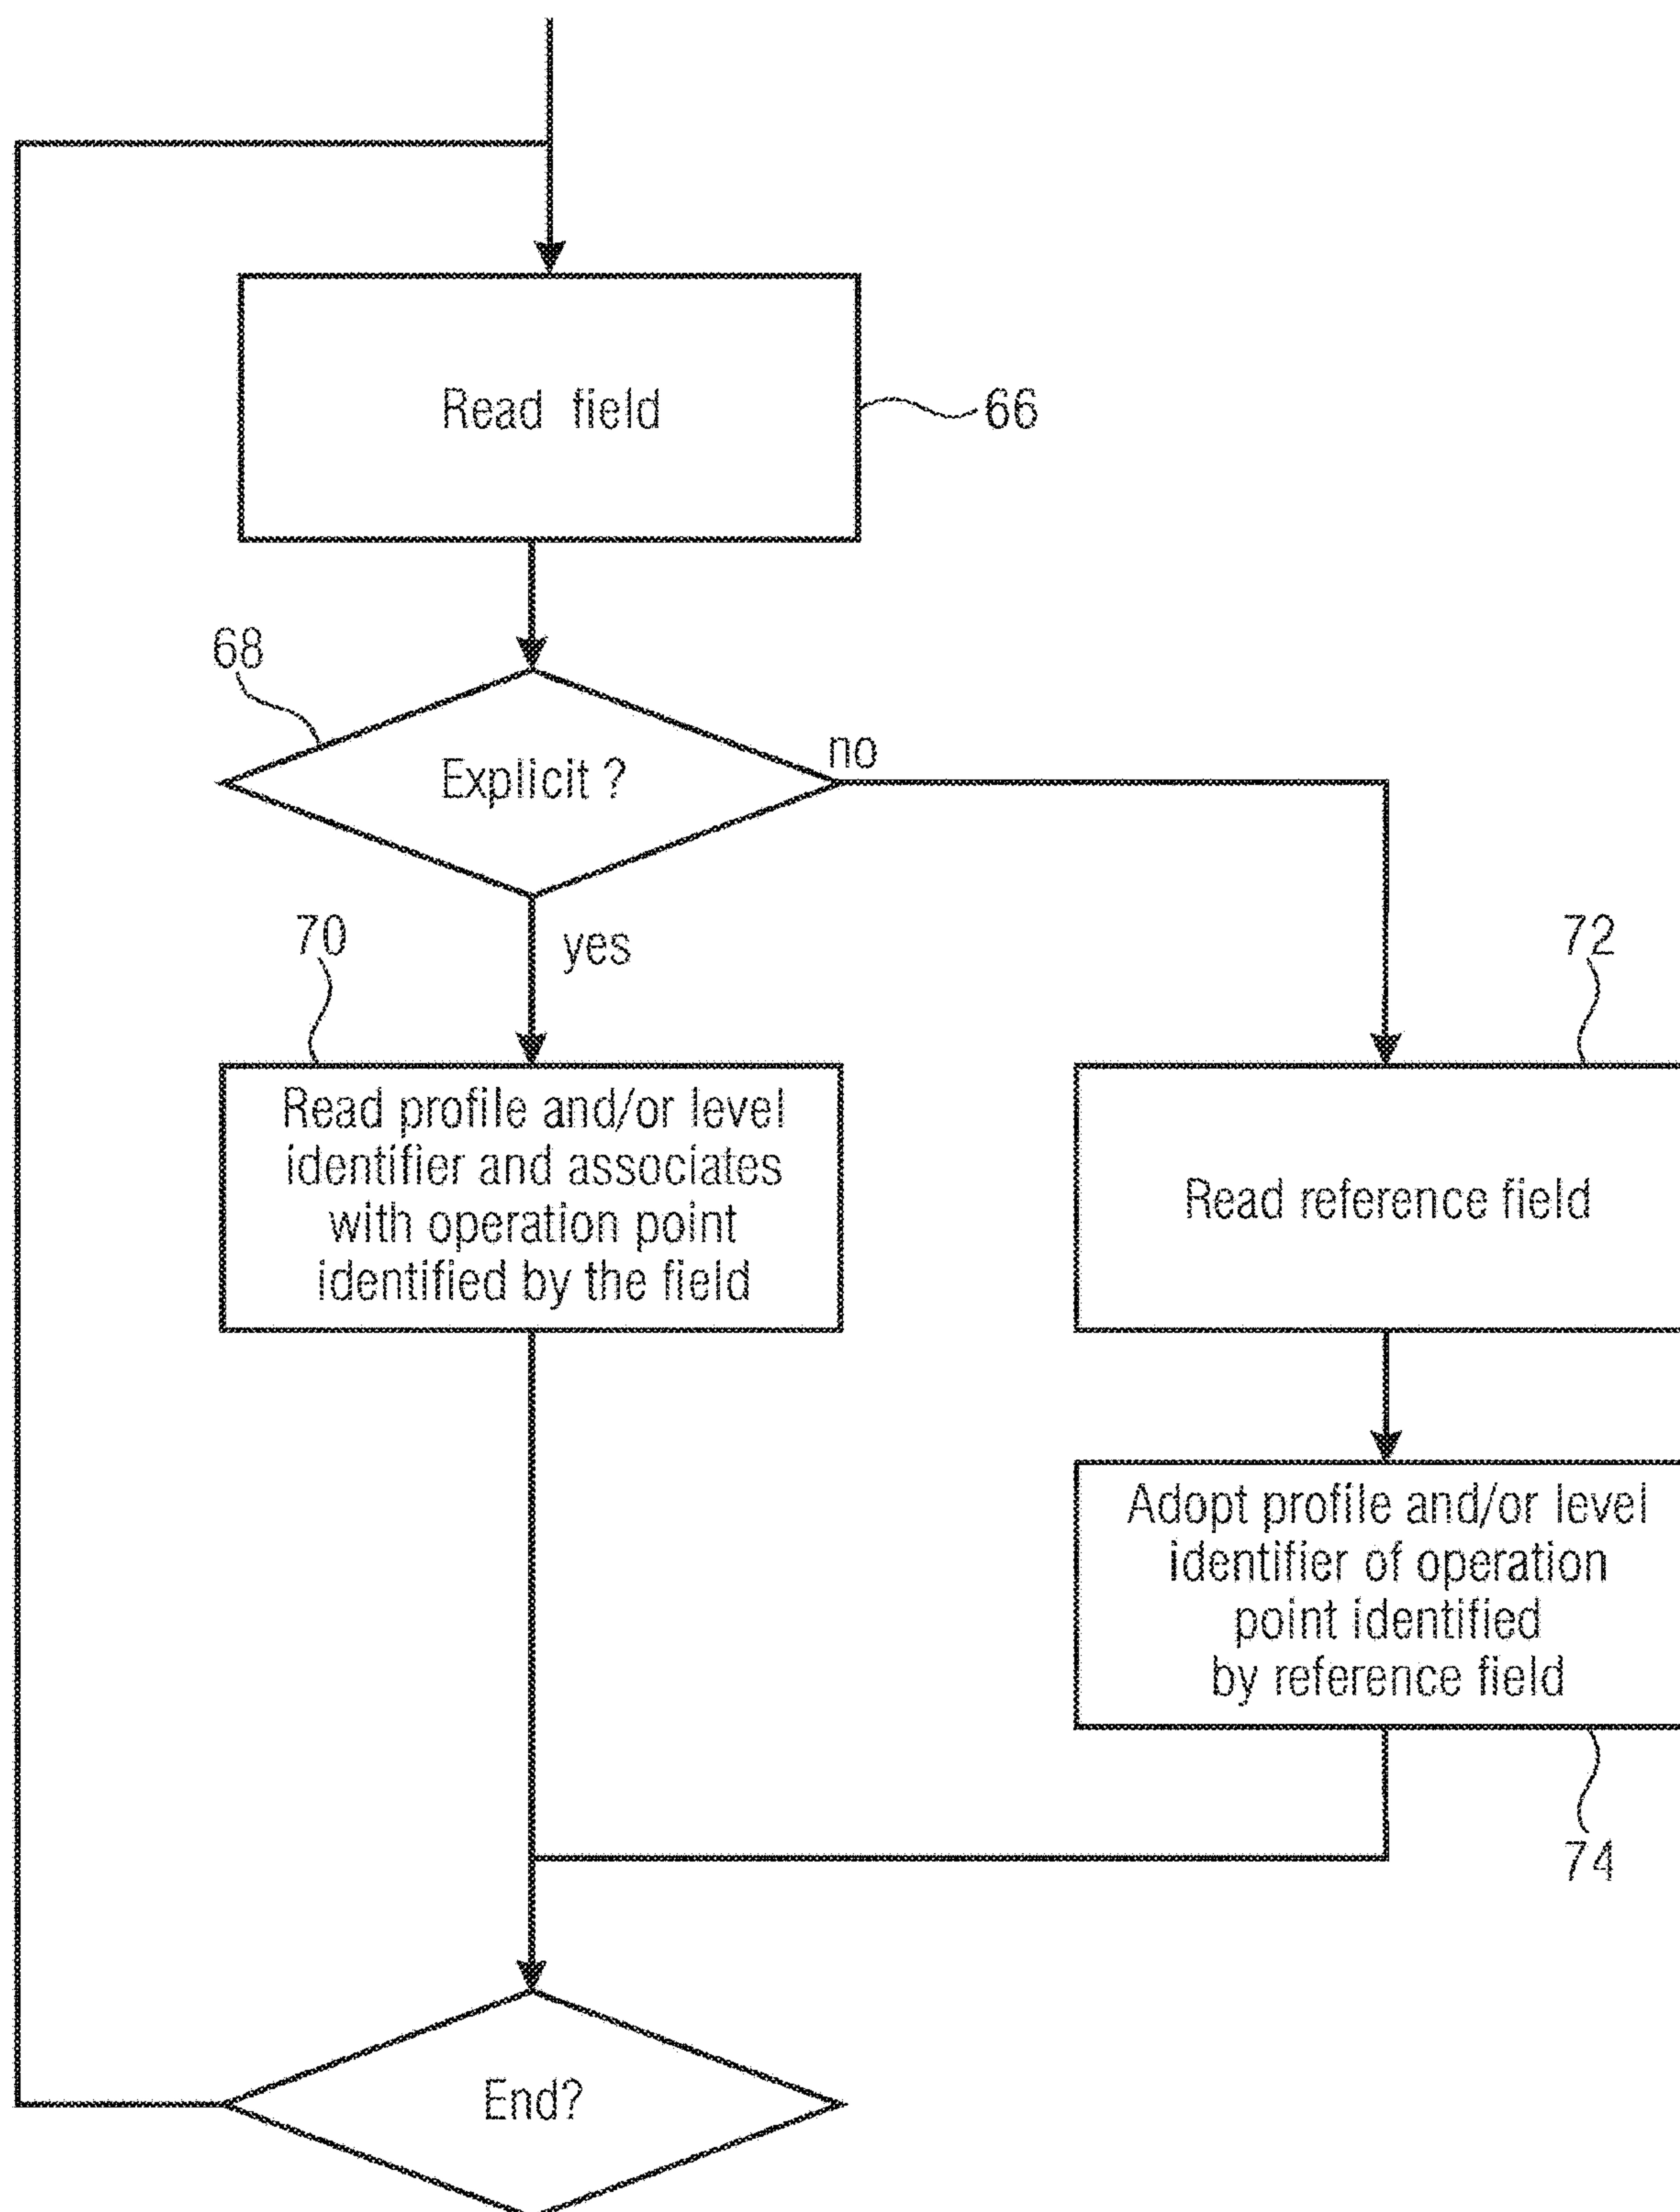 Read field
66
68
Explicit ?
no
yes
70
72
Read profile and/or level
identifier and associates
with operation point
identified by the field
Read reference field
Adopt profile and/or level
identifier of operation
point identified
by reference field
74
End?